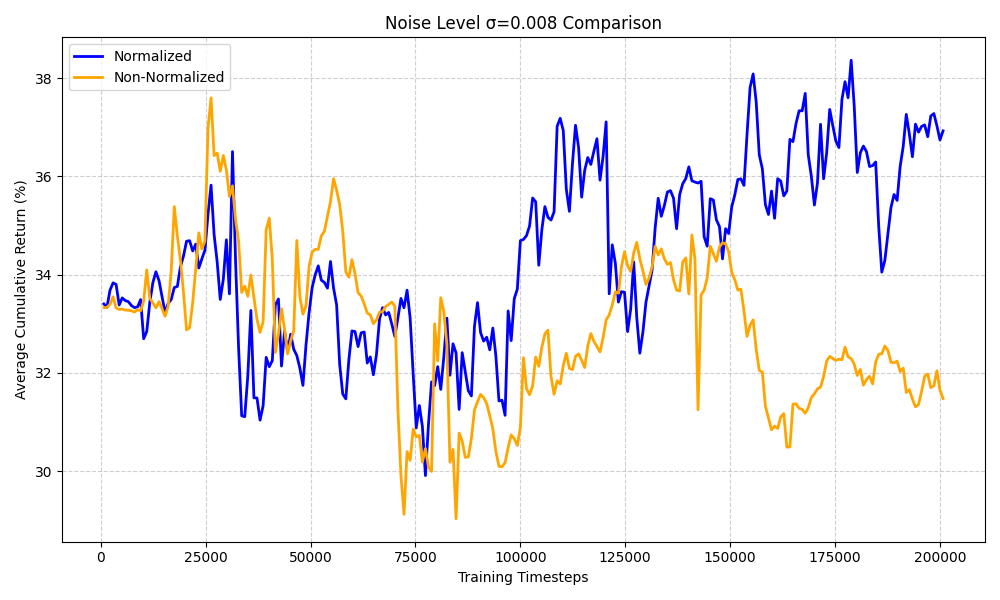 Noise Level σ=0.008 Comparison
Normalized
Non-Normalized
Average Cumulative Return (%)
38
36
34
32
30
0 25000 50000 75000 100000 125000 150000 175000 200000
Training Timesteps